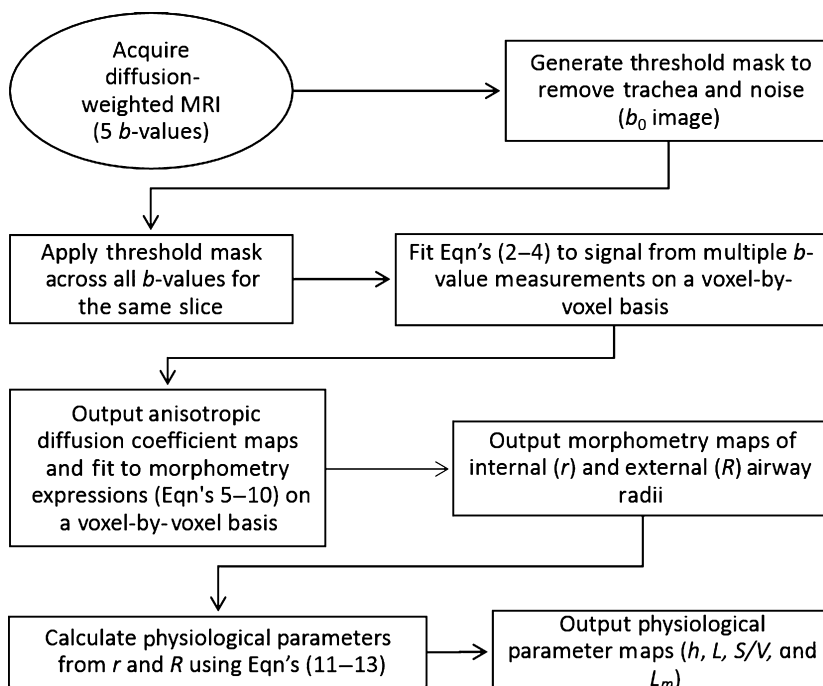 Acquire
diffusion-
weighted MRI
(5 b-values)
Generate threshold mask to
remove trachea and noise
(b₀ image)
Apply threshold mask
across all b-values for
the same slice
Fit Eqn’s (2–4) to signal from multiple b-
value measurements on a voxel-by-
voxel basis
Output anisotropic
diffusion coefficient maps
and fit to morphometry
expressions (Eqn's 5–10) on
a voxel-by-voxel basis
Output morphometry maps of
internal (r) and external (R) airway
radii
Calculate physiological parameters
from r and R using Eqn’s (11–13)
Output physiological
parameter maps (h, L, S/V, and
Lₘ)